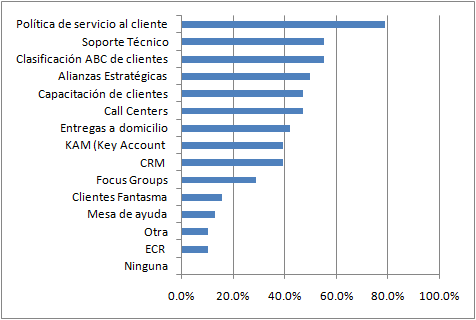 Política de servicio al cliente
Soporte Técnico
Clasificación ABC de clientes
Alianzas Estratégicas
Capacitación de clientes
Call Centers
Entregas a domicilio
KAM (Key Account
CRM
Focus Groups
Clientes Fantasma
Mesa de ayuda
Otra
ECR
Ninguna
0.0% 20.0% 40.0% 60.0% 80.0% 100.0%